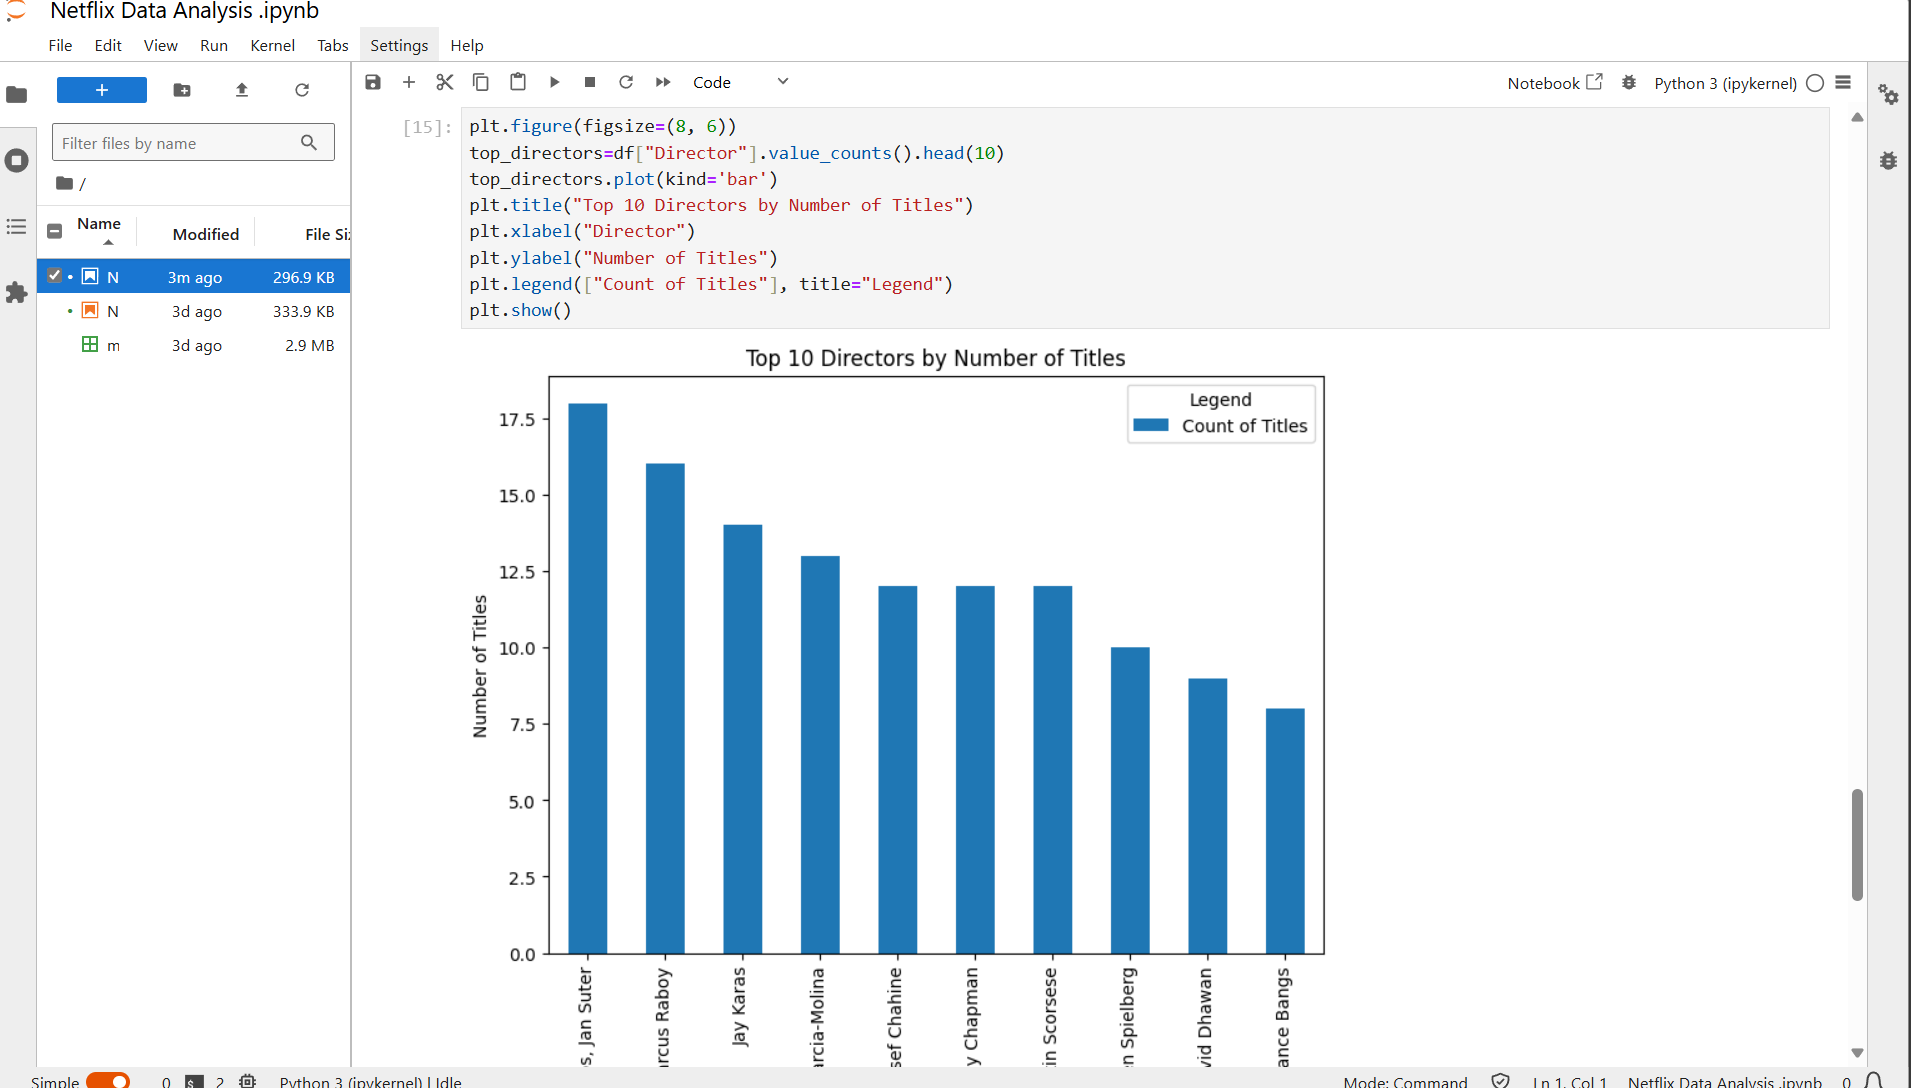 Netflix Data Analysis .ipynb
File Edit View Run Kernel Tabs Settings Help
Code
Notebook
Python 3 (ipykernel)
Filter files by name
/
Name Modified File Siz
N 3m ago 296.9 KB
N 3d ago 333.9 KB
m 3d ago 2.9 MB
[15]:
plt.figure(figsize=(8, 6))
top_directors=df["Director"].value_counts().head(10)
top_directors.plot(kind='bar')
plt.title("Top 10 Directors by Number of Titles")
plt.xlabel("Director")
plt.ylabel("Number of Titles")
plt.legend(["Count of Titles"], title="Legend")
plt.show()
Top 10 Directors by Number of Titles
Legend
Count of Titles
Number of Titles
17.5
15.0
12.5
10.0
7.5
5.0
2.5
0.0
s, Jan Suter
rcus Raboy
Jay Karas
rcia-Molina
sef Chahine
y Chapman
in Scorsese
n Spielberg
vid Dhawan
ance Bangs
Simple 0 $_ 2 Python 3 (ipykernel) | Idle
Mode: Command Ln 1, Col 1 Netflix Data Analysis .ipynb 0